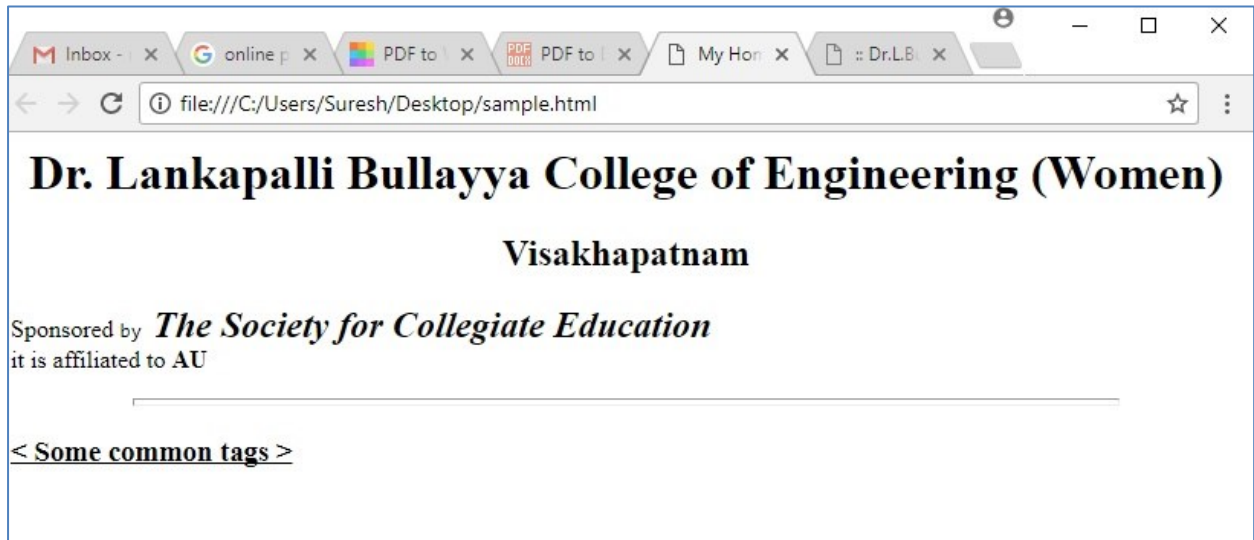 Inbox -
online p
PDF to
PDF to
My Hon
:: Dr.L.Bu
file:///C:/Users/Suresh/Desktop/sample.html
Dr. Lankapalli Bullayya College of Engineering (Women)
Visakhapatnam
Sponsored by The Society for Collegiate Education
it is affiliated to AU
< Some common tags >